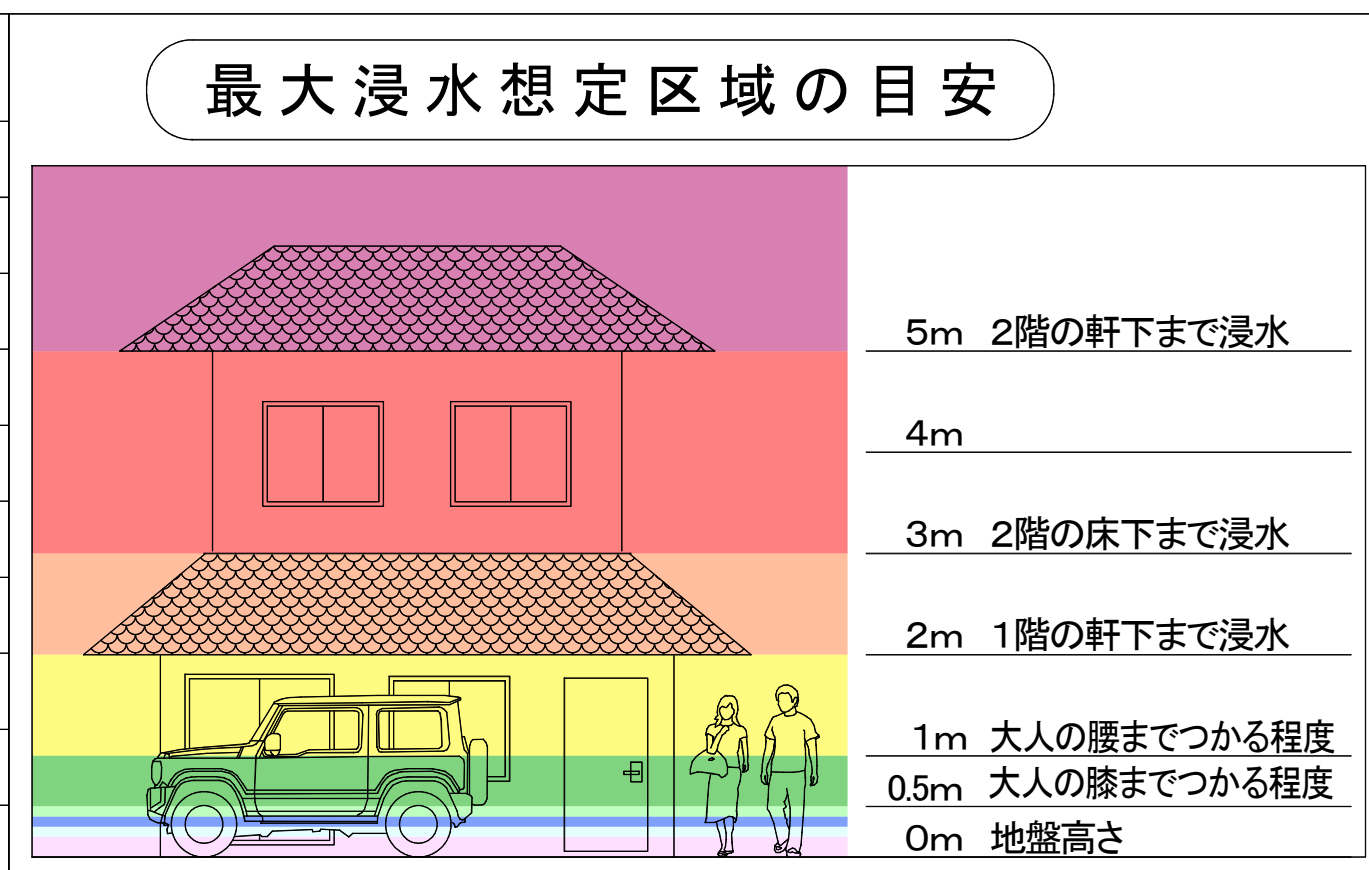 最大浸水想定区域の目安
5m 2階の軒下まで浸水
4m
3m 2階の床下まで浸水
2m 1階の軒下まで浸水
1m 大人の腰までつかる程度
0.5m 大人の膝までつかる程度
0m 地盤高さ